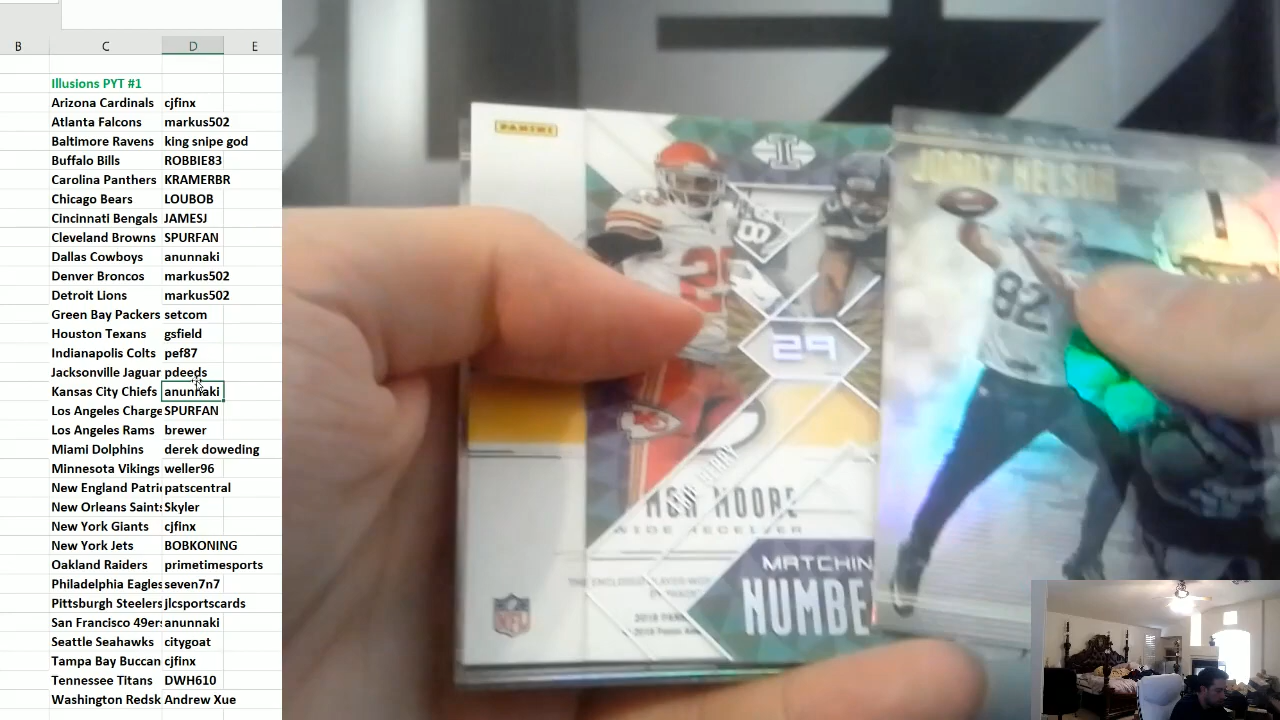 B C D E
Illusions PYT #1
Arizona Cardinals cjfinx
Atlanta Falcons markus502
Baltimore Ravens king snipe god
Buffalo Bills ROBBIE83
Carolina Panthers KRAMERBR
Chicago Bears LOUBOB
Cincinnati Bengals JAMESJ
Cleveland Browns SPURFAN
Dallas Cowboys anunnaki
Denver Broncos markus502
Detroit Lions markus502
Green Bay Packers setcom
Houston Texans gsfield
Indianapolis Colts pef87
Jacksonville Jaguar pdeeds
Kansas City Chiefs anunnaki
Los Angeles Charge SPURFAN
Los Angeles Rams brewer
Miami Dolphins derek doweding
Minnesota Vikings weller96
New England Patri patscentral
New Orleans Saint Skyler
New York Giants cjfinx
New York Jets BOBKONING
Oakland Raiders primetimesports
Philadelphia Eagles seven7n7
Pittsburgh Steelers jlcsportscards
San Francisco 49er anunnaki
Seattle Seahawks citygoat
Tampa Bay Buccan cjfinx
Tennessee Titans DWH610
Washington Redsk Andrew Xue
PANINI
JORDY NELSON
82
29
MOORE
WIDE RECEIVER
MATCHIN
NUMBE
NFL